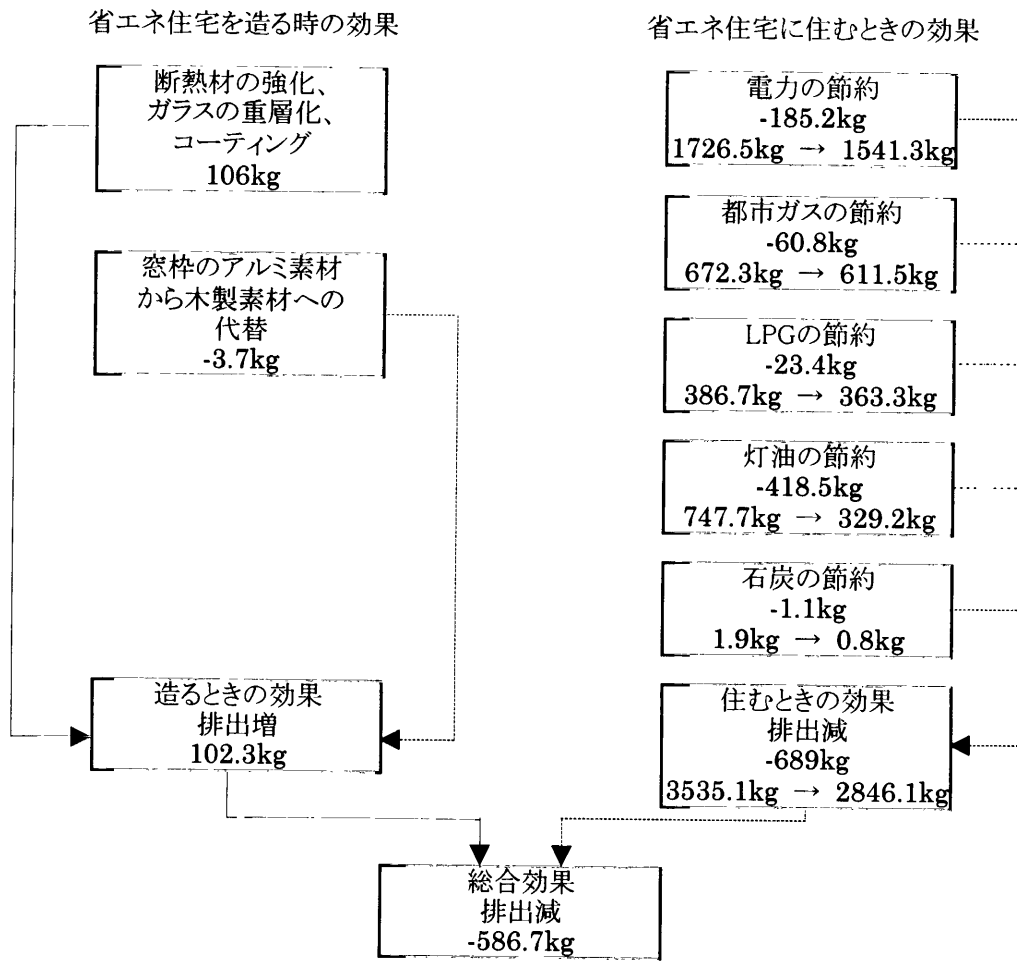 省エネ住宅を造る時の効果
断熱材の強化、
ガラスの重層化、
コーティング
106kg
窓枠のアルミ素材
から木製素材への
代替
-3.7kg
造るときの効果
排出増
102.3kg
省エネ住宅に住むときの効果
電力の節約
-185.2kg
1726.5kg → 1541.3kg
都市ガスの節約
-60.8kg
672.3kg → 611.5kg
LPGの節約
-23.4kg
386.7kg → 363.3kg
灯油の節約
-418.5kg
747.7kg → 329.2kg
石炭の節約
-1.1kg
1.9kg → 0.8kg
住むときの効果
排出減
-689kg
3535.1kg → 2846.1kg
総合効果
排出減
-586.7kg